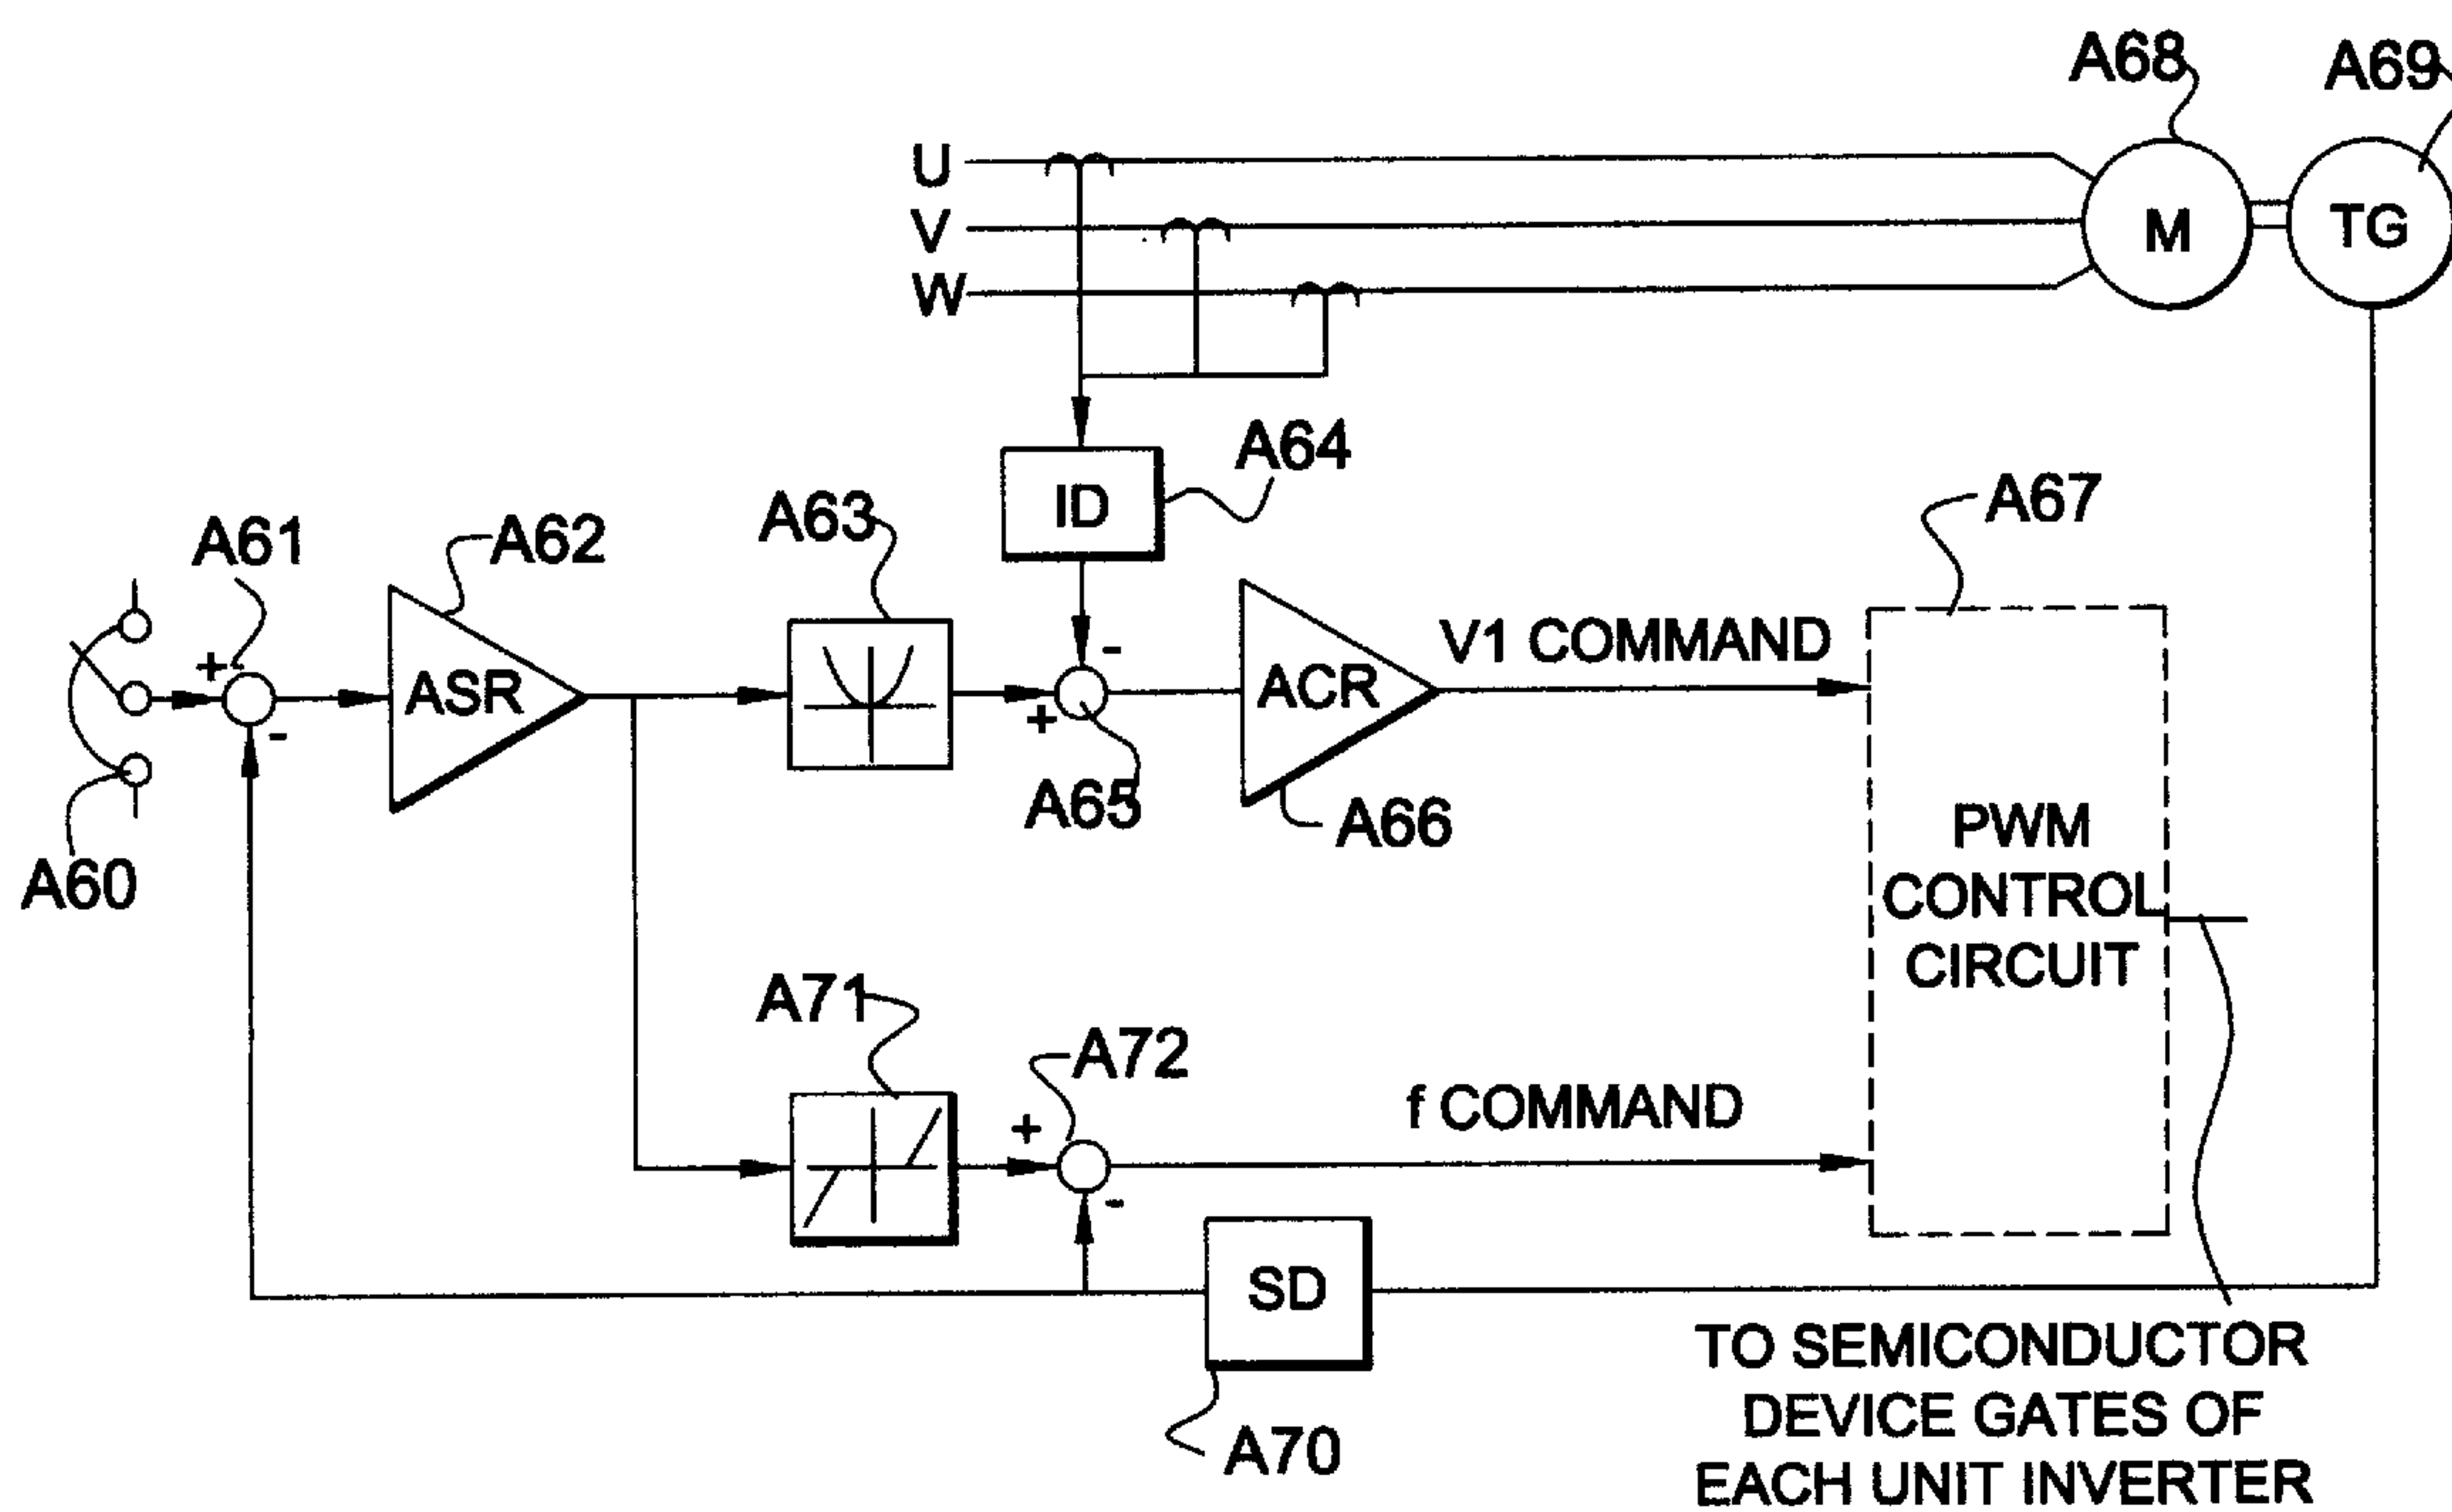 A68
A69
U
V
W
M
TG
A64
ID
A67
A61
A62
A63
+
-
-
+
ASR
ACR
V1 COMMAND
A65
A66
A60
PWM
CONTROL
CIRCUIT
A71
A72
+
-
f COMMAND
SD
A70
TO SEMICONDUCTOR
DEVICE GATES OF
EACH UNIT INVERTER